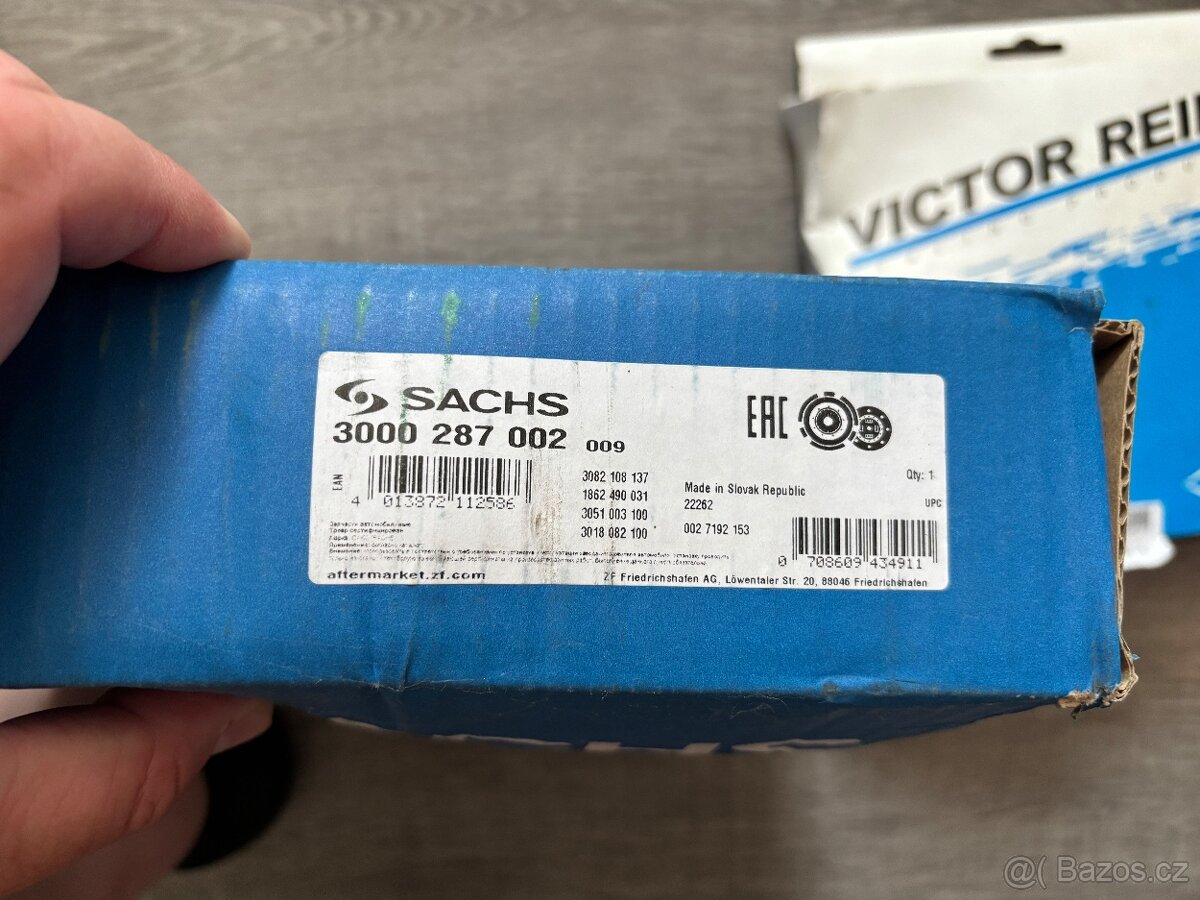 VICTOR REI
SACHS
3000 287 002 009
EAC
EAN
4 013872 112586
3082 108 137
1862 490 031
3051 003 100
3018 082 100
Made in Slovak Republic
22262
002 7192 153
Qty: 1
UPC
0 708609 434911
Запчасти автомобильные
aftermarket.zf.com
ZF Friedrichshafen AG, Löwentaler Str. 20, 88046 Friedrichshafen
@( Bazos.cz